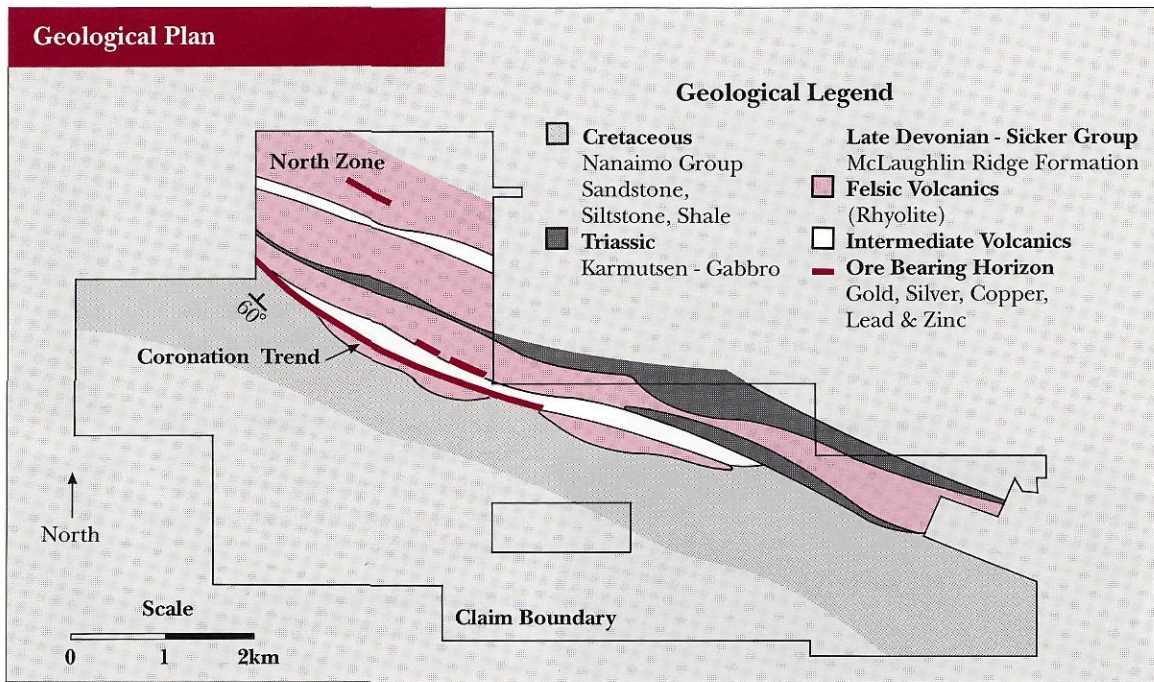 Geological Plan
Geological Legend
Cretaceous
Nanaimo Group
Sandstone,
Siltstone, Shale
Triassic
Karmutsen - Gabbro
Late Devonian - Sicker Group
McLaughlin Ridge Formation
Felsic Volcanics
(Rhyolite)
Intermediate Volcanics
Ore Bearing Horizon
Gold, Silver, Copper,
Lead & Zinc
North Zone
60°
Coronation Trend
North
Scale
0 1 2km
Claim Boundary